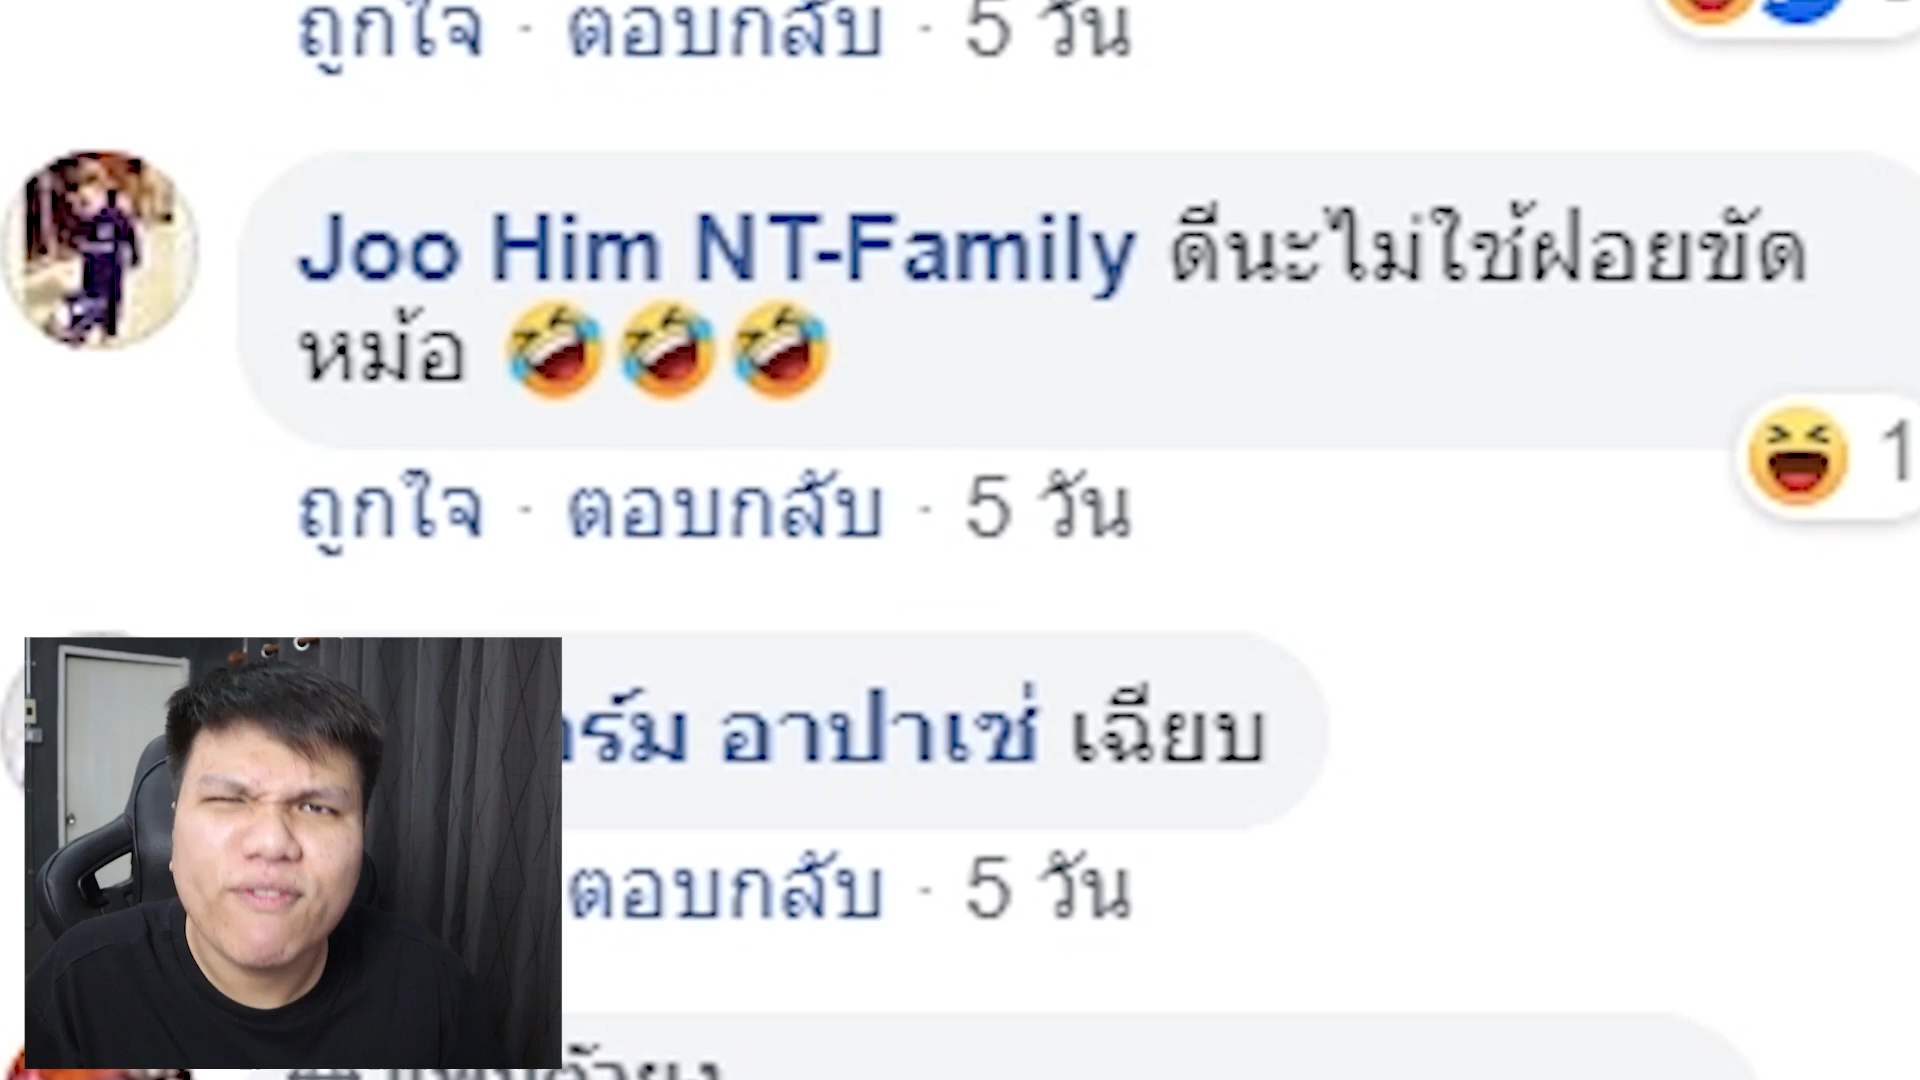 ถูกใจ · ตอบกลับ · 5 วัน
Joo Him NT-Family ดีนะไม่ใช้ฝอยขัด
หม้อ 🤣🤣🤣
1
ถูกใจ · ตอบกลับ · 5 วัน
อาปาเช่ เฉียบ
ตอบกลับ · 5 วัน